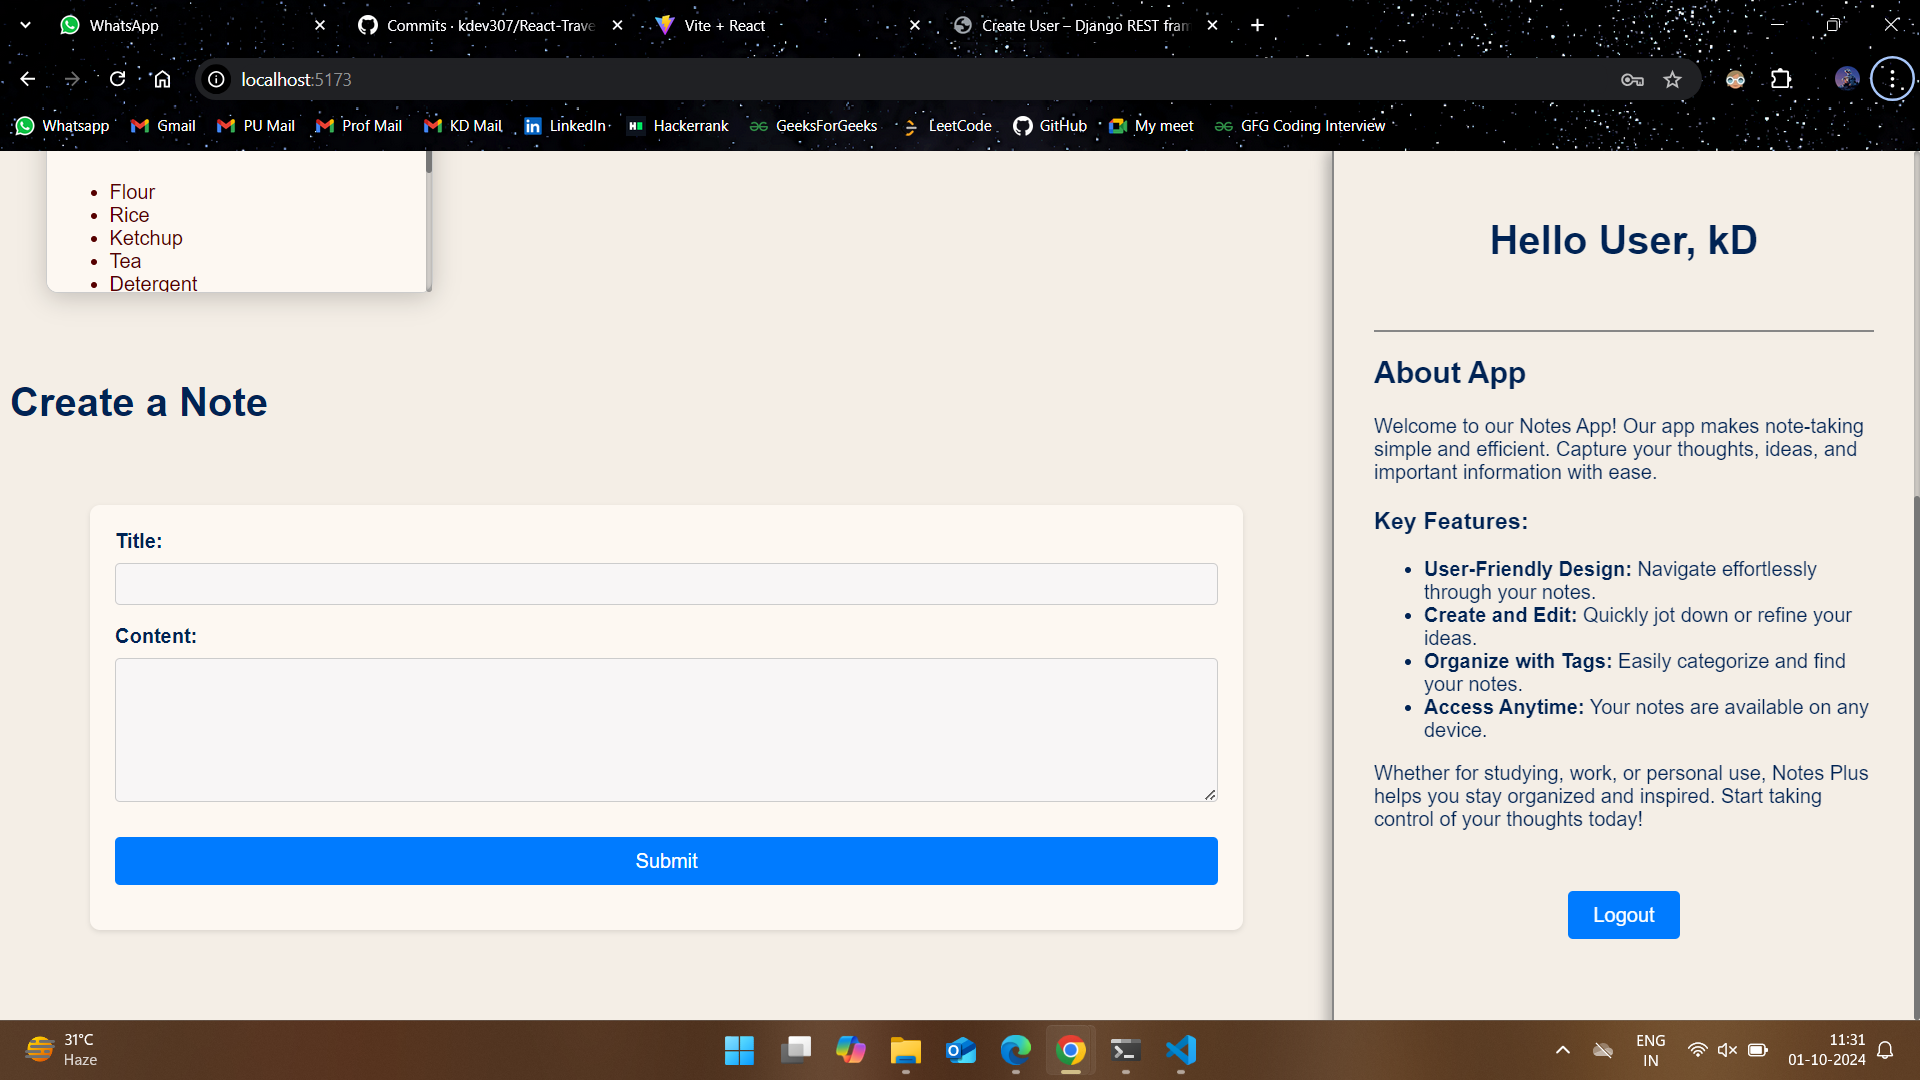 WhatsApp
Commits · kdev307/React-Trave
Vite + React
Create User – Django REST fram
localhost:5173
Whatsapp
Gmail
PU Mail
Prof Mail
KD Mail
LinkedIn
Hackerrank
GeeksForGeeks
LeetCode
GitHub
My meet
GFG Coding Interview
• Flour
• Rice
• Ketchup
• Tea
• Detergent
Create a Note
Title:
Content:
Submit
Hello User, kD
About App
Welcome to our Notes App! Our app makes note-taking
simple and efficient. Capture your thoughts, ideas, and
important information with ease.
Key Features:
• User-Friendly Design: Navigate effortlessly
through your notes.
• Create and Edit: Quickly jot down or refine your
ideas.
• Organize with Tags: Easily categorize and find
your notes.
• Access Anytime: Your notes are available on any
device.
Whether for studying, work, or personal use, Notes Plus
helps you stay organized and inspired. Start taking
control of your thoughts today!
Logout
31°C
Haze
ENG
IN
11:31
01-10-2024